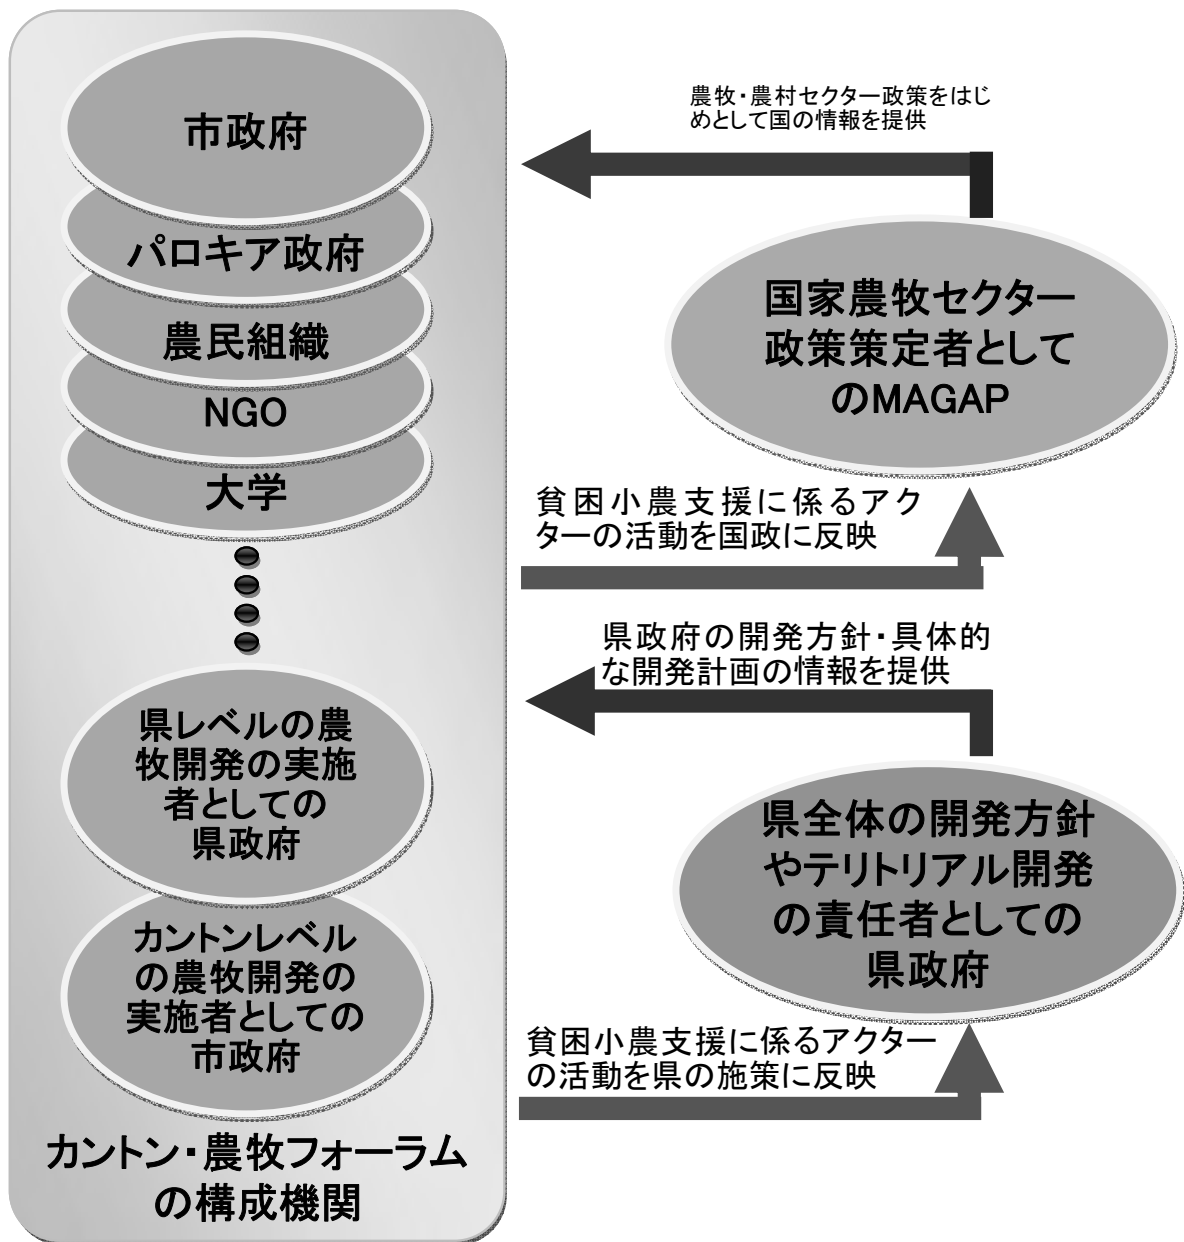 市政府
パロキア政府
農民組織
NGO
大学
県レベルの農
牧開発の実施
者としての
県政府
カントンレベル
の農牧開発の
実施者としての
市政府
カントン・農牧フォーラム
の構成機関
農牧・農村セクター政策をはじ
めとして国の情報を提供
国家農牧セクター
政策策定者として
のMAGAP
貧困小農支援に係るアク
ターの活動を国政に反映
県政府の開発方針・具体的
な開発計画の情報を提供
県全体の開発方針
やテリトリアル開発
の責任者としての
県政府
貧困小農支援に係るアクター
の活動を県の施策に反映